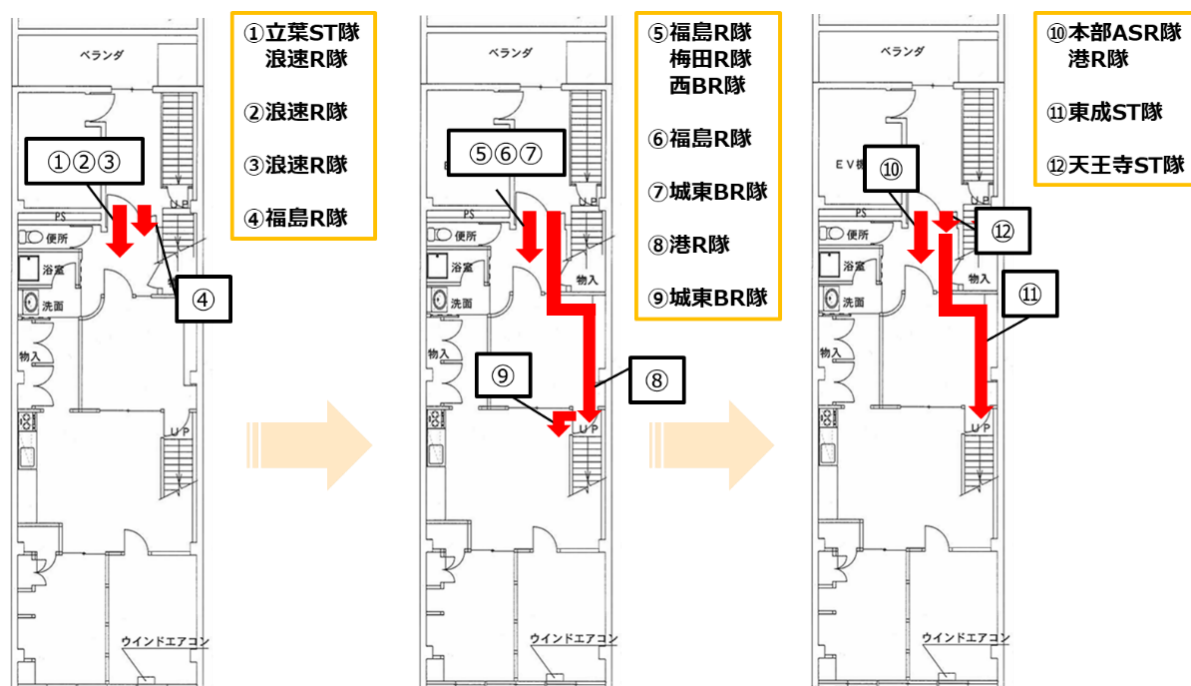 ベランダ
①②③
PS
便所
浴室
洗面
物入
UP
UP
④
ウインドエアコン
①立葉ST隊
浪速R隊
②浪速R隊
③浪速R隊
④福島R隊
ベランダ
⑤⑥⑦
PS
便所
浴室
洗面
物入
物入
UP
UP
⑧
⑨
ウインドエアコン
⑤福島R隊
梅田R隊
西BR隊
⑥福島R隊
⑦城東BR隊
⑧港R隊
⑨城東BR隊
ベランダ
EV機
⑩
UP
PS
便所
⑫
浴室
物入
洗面
⑪
物入
UP
ウインドエアコン
⑩本部ASR隊
港R隊
⑪東成ST隊
⑫天王寺ST隊